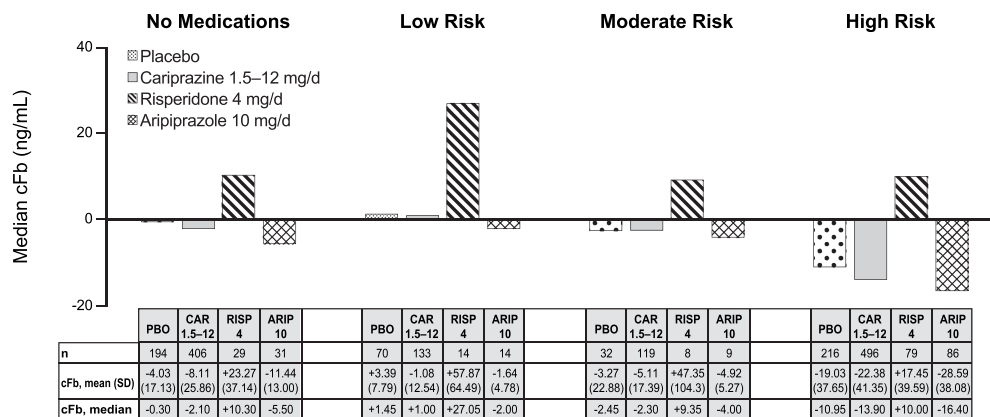 No Medications Low Risk Moderate Risk High Risk
40
Placebo
Cariprazine 1.5–12 mg/d
Risperidone 4 mg/d
Aripiprazole 10 mg/d
20
0
-20
Median cFb (ng/mL)
PBO CAR 1.5–12 RISP 4 ARIP 10 PBO CAR 1.5–12 RISP 4 ARIP 10 PBO CAR 1.5–12 RISP 4 ARIP 10 PBO CAR 1.5–12 RISP 4 ARIP 10
n 194 406 29 31 70 133 14 14 32 119 8 9 216 496 79 86
cFb, mean (SD) -4.03 (17.13) -8.11 (25.86) +23.27 (37.14) -11.44 (13.00) +3.39 (7.79) -1.08 (12.54) +57.87 (64.49) -1.64 (4.78) -3.27 (22.88) -5.11 (17.39) +47.35 (104.3) -4.92 (5.27) -19.03 (37.65) -22.38 (41.35) +17.45 (39.59) -28.59 (38.08)
cFb, median -0.30 -2.10 +10.30 -5.50 +1.45 +1.00 +27.05 -2.00 -2.45 -2.30 +9.35 -4.00 -10.95 -13.90 +10.00 -16.40